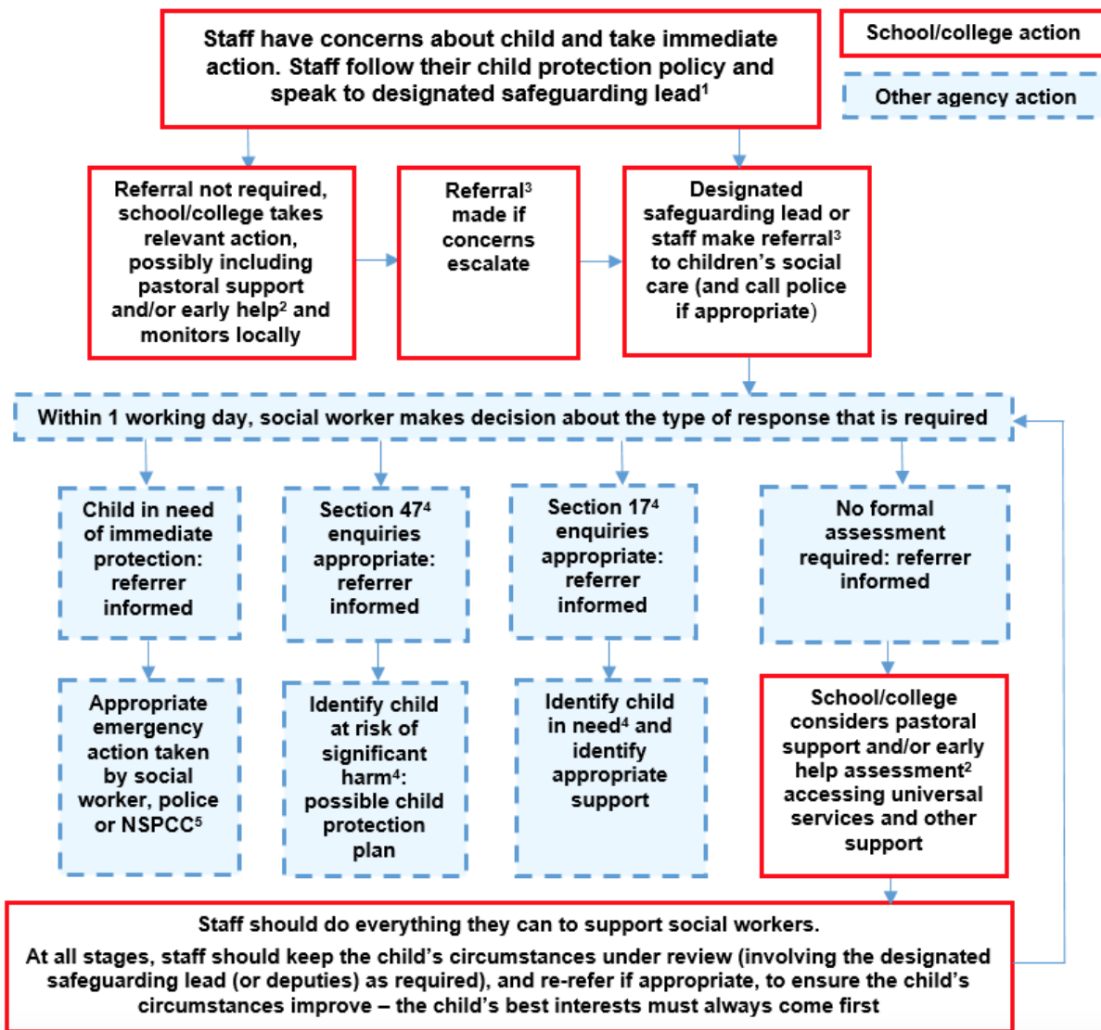 Staff have concerns about child and take immediate
action. Staff follow their child protection policy and
speak to designated safeguarding lead¹
School/college action
Other agency action
Referral not required,
school/college takes
relevant action,
possibly including
pastoral support
and/or early help² and
monitors locally
Referral³
made if
concerns
escalate
Designated
safeguarding lead or
staff make referral³
to children’s social
care (and call police
if appropriate)
Within 1 working day, social worker makes decision about the type of response that is required
Child in need
of immediate
protection:
referrer
informed
Section 47⁴
enquiries
appropriate:
referrer
informed
Section 17⁴
enquiries
appropriate:
referrer
informed
No formal
assessment
required: referrer
informed
Appropriate
emergency
action taken
by social
worker, police
or NSPCC⁵
Identify child
at risk of
significant
harm⁴:
possible child
protection
plan
Identify child
in need⁴ and
identify
appropriate
support
School/college
considers pastoral
support and/or early
help assessment²
accessing universal
services and other
support
Staff should do everything they can to support social workers.
At all stages, staff should keep the child’s circumstances under review (involving the designated
safeguarding lead (or deputies) as required), and re-refer if appropriate, to ensure the child’s
circumstances improve – the child’s best interests must always come first